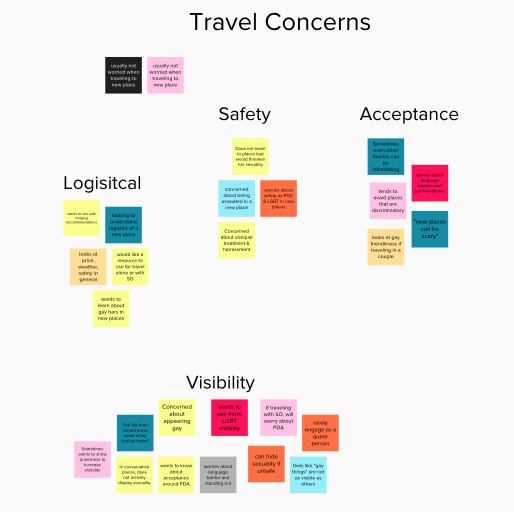 Travel Concerns
usually not
worried when
traveling to
new place
usually not
worried when
traveling to
new place
Safety
Does not travel
to places that
would threaten
her sexuality
concerned
about being
assaulted in a
new place
worries about
safety as POC
& LGBT in new
places
Concerned
about unequal
treatment &
harrassment
Acceptance
Sometimes
even other
tourists can
be
intimidating
worries about
language
barriers and
gay friendliness
tends to
avoid places
that are
discriminatory
"new places
can be
scary"
looks at gay
friendliness if
traveling in a
couple
Logisitcal
wants to see safe
lodging
recommendations
looking to
understand
logistics of a
new place
looks at
price,
weather,
safety in
general
would like a
resource to
use for travel
alone or with
SO
wants to
learn about
gay bars in
new places
Visibility
"I've felt that I
should leave
some of my
clothes home"
Concerned
about
appearing
gay
wants to
see more
LGBT
visibility
if traveling
with SO, will
worry about
PDA
rarely
engage as a
queer
person
Sometimes
wants to show
queerness to
increase
visibility
In conservative
places, does
not actively
display sexuality
wants to know
about
acceptance
around PDA
worries about
language
barrier and
standing out
can hide
sexuality if
unsafe
feels like "gay
things" are not
as visible as
others